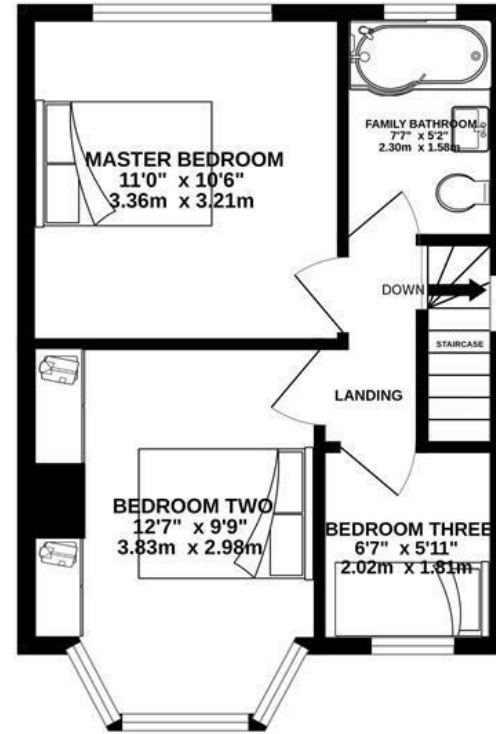 MASTER BEDROOM
11'0" x 10'6"
3.36m x 3.21m
FAMILY BATHROOM
7'7" x 5'2"
2.30m x 1.58m
DOWN
STAIRCASE
LANDING
BEDROOM TWO
12'7" x 9'9"
3.83m x 2.98m
BEDROOM THREE
6'7" x 5'11"
2.02m x 1.81m